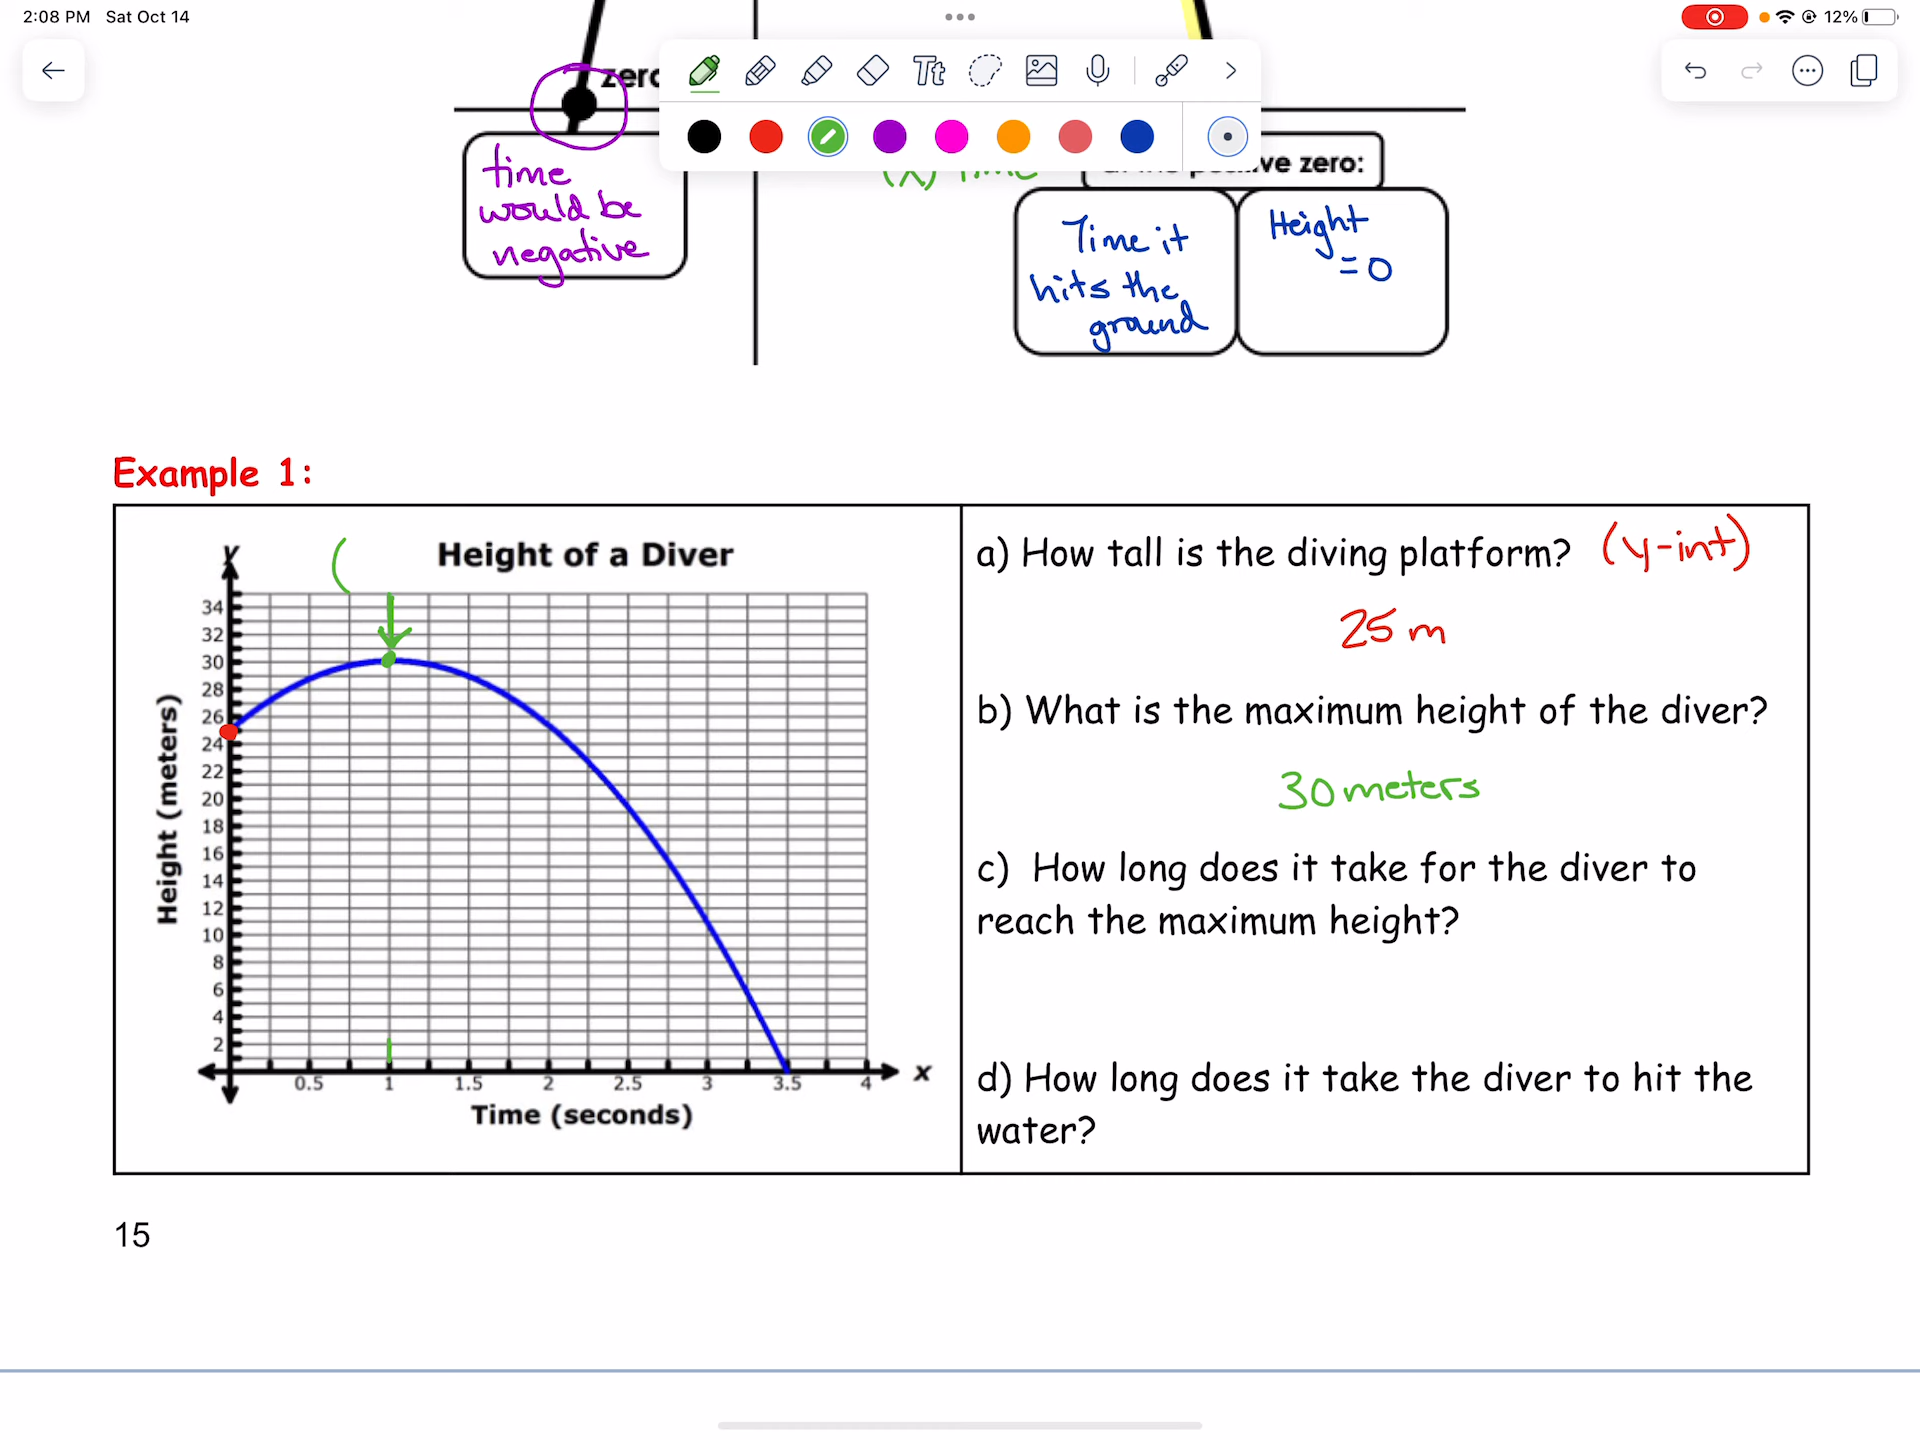 2:08 PM Sat Oct 14
12%
zero
Tt
time
would be
negative
(x) Time
ve zero:
Time it
hits the
ground
Height
=0
Example 1:
y
(
Height of a Diver
34
32
30
28
26
24
22
20
18
16
14
12
10
8
6
4
2
Height (meters)
0.5 1 1.5 2 2.5 3 3.5 4 x
Time (seconds)
a) How tall is the diving platform? (y-int)
25 m
b) What is the maximum height of the diver?
30 meters
c) How long does it take for the diver to
reach the maximum height?
d) How long does it take the diver to hit the
water?
15